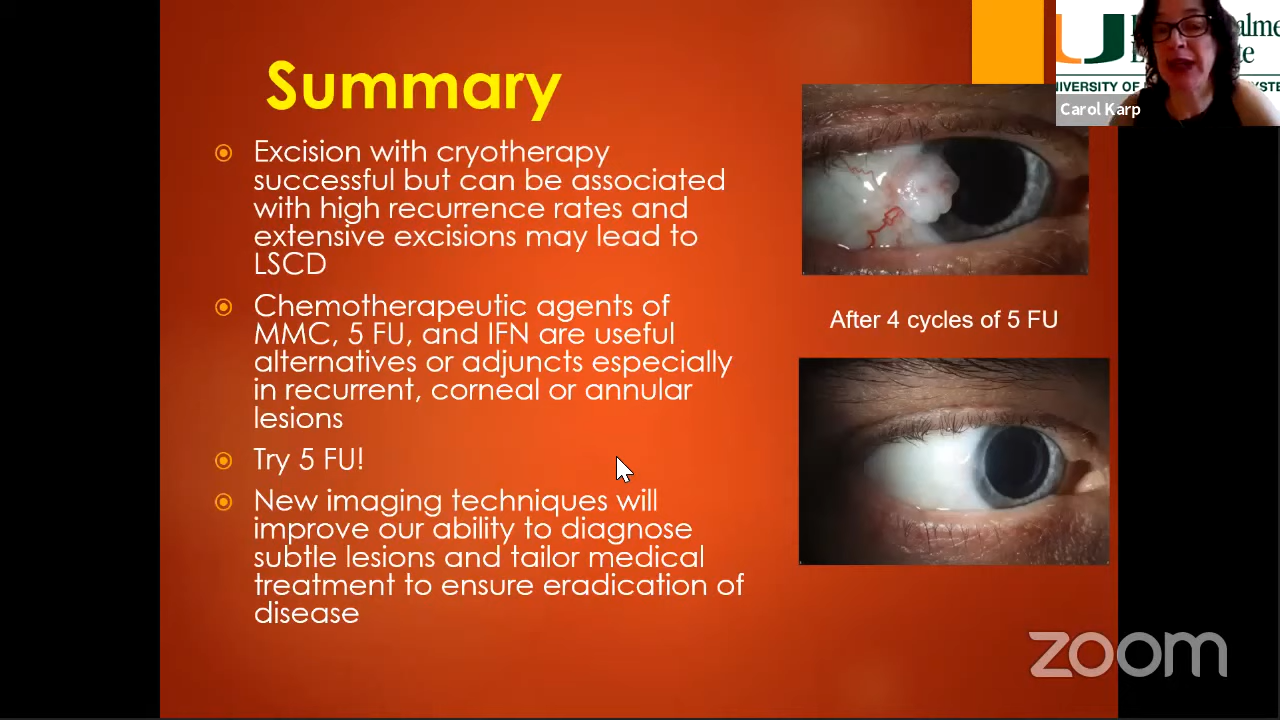 Summary
Excision with cryotherapy
successful but can be associated
with high recurrence rates and
extensive excisions may lead to
LSCD
Chemotherapeutic agents of
MMC, 5 FU, and IFN are useful
alternatives or adjuncts especially
in recurrent, corneal or annular
lesions
Try 5 FU!
New imaging techniques will
improve our ability to diagnose
subtle lesions and tailor medical
treatment to ensure eradication of
disease
After 4 cycles of 5 FU
Carol Karp
zoom